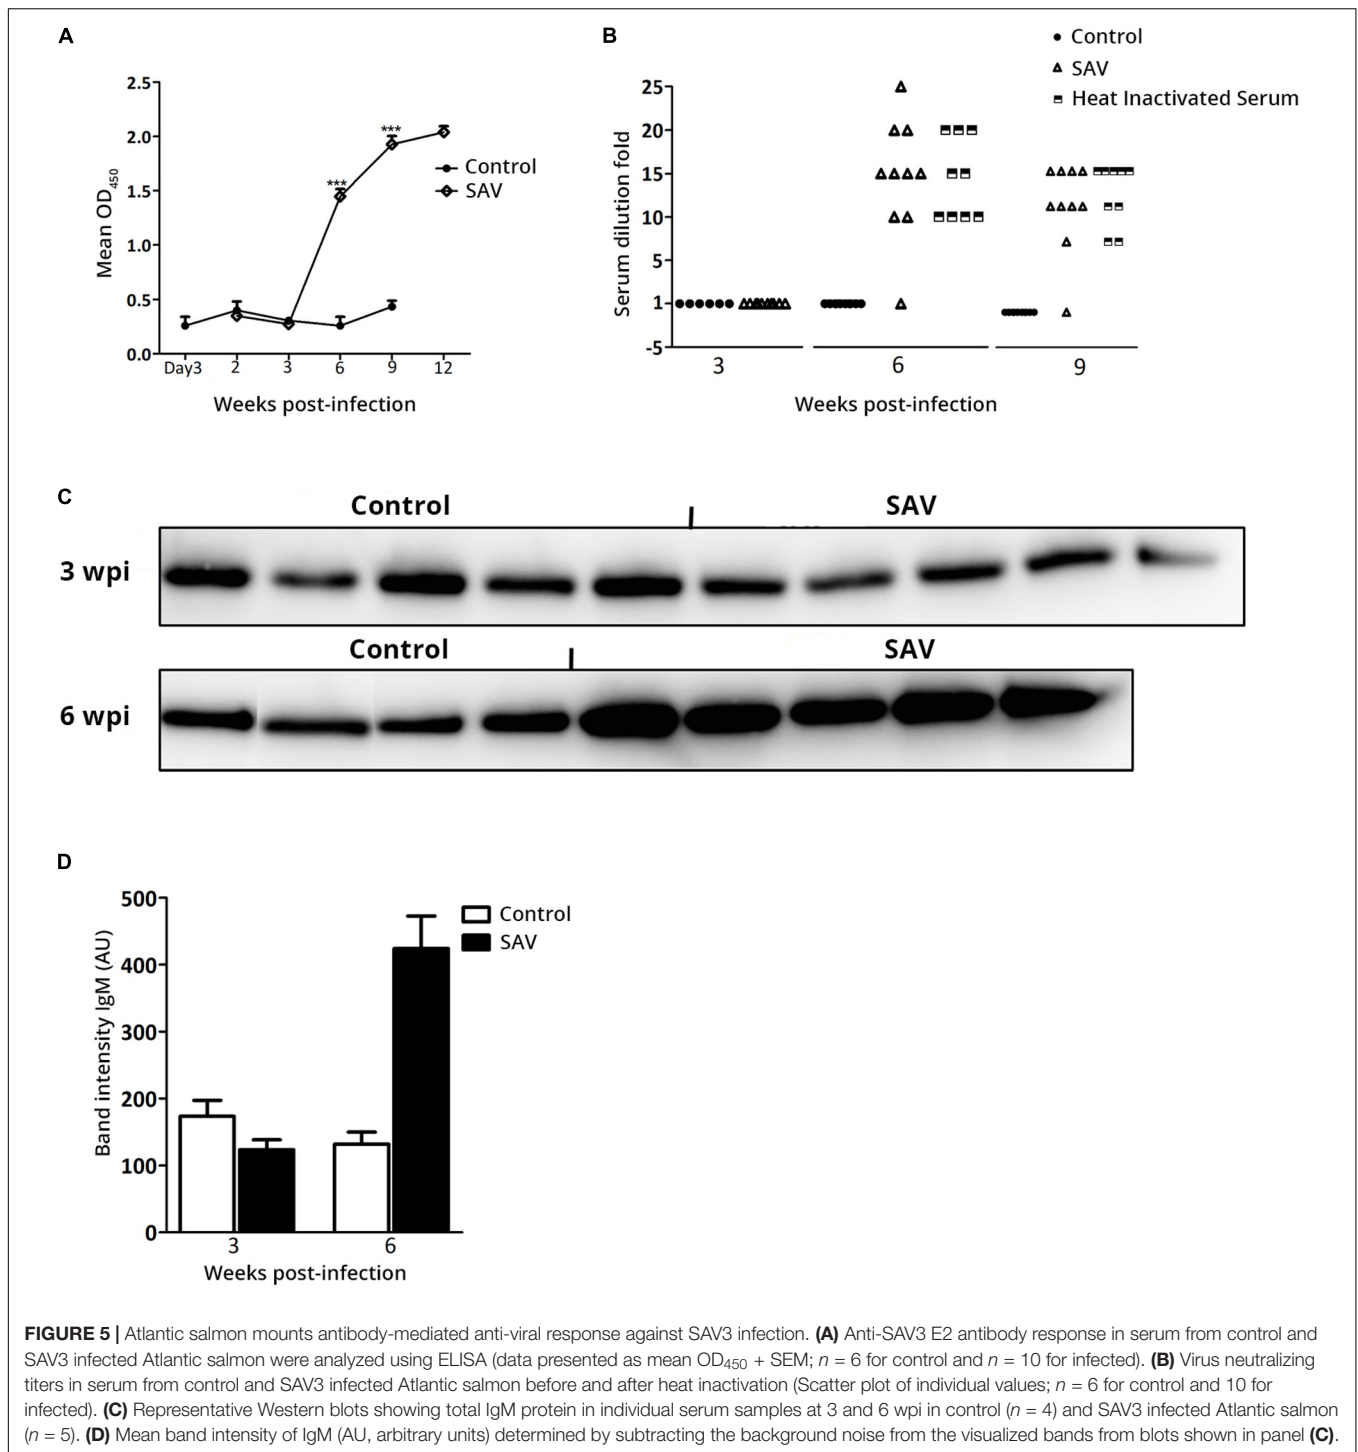 A
2.5
2.0
1.5
1.0
0.5
0.0
Mean OD450
***
***
Control
SAV
Day3 2 3 6 9 12
Weeks post-infection
B
Control
SAV
Heat Inactivated Serum
25
20
15
10
5
1
-5
Serum dilution fold
3 6 9
Weeks post-infection
C
Control SAV
3 wpi
Control SAV
6 wpi
D
500
400
300
200
100
0
Band intensity IgM (AU)
Control
SAV
3 6
Weeks post-infection
FIGURE 5 | Atlantic salmon mounts antibody-mediated anti-viral response against SAV3 infection. (A) Anti-SAV3 E2 antibody response in serum from control and
SAV3 infected Atlantic salmon were analyzed using ELISA (data presented as mean OD450 + SEM; n = 6 for control and n = 10 for infected). (B) Virus neutralizing
titers in serum from control and SAV3 infected Atlantic salmon before and after heat inactivation (Scatter plot of individual values; n = 6 for control and 10 for
infected). (C) Representative Western blots showing total IgM protein in individual serum samples at 3 and 6 wpi in control (n = 4) and SAV3 infected Atlantic salmon
(n = 5). (D) Mean band intensity of IgM (AU, arbitrary units) determined by subtracting the background noise from the visualized bands from blots shown in panel (C).